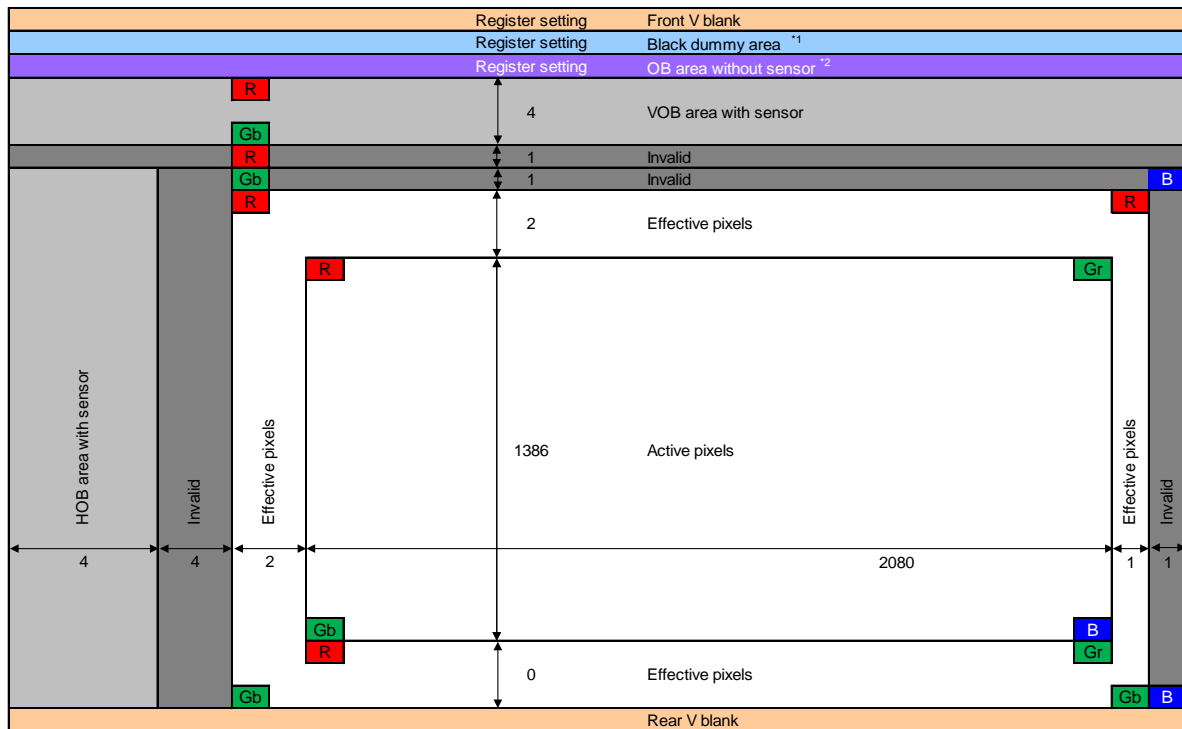 Register setting Front V blank
Register setting Black dummy area *1
Register setting OB area without sensor *2
R
4 VOB area with sensor
Gb
R 1 Invalid
Gb 1 Invalid B
R R
2 Effective pixels
R Gr
HOB area with sensor
Invalid
Effective pixels
1386 Active pixels
Effective pixels
Invalid
4 4 2 2080 1 1
Gb B
R Gr
0 Effective pixels
Gb Gb B
Rear V blank